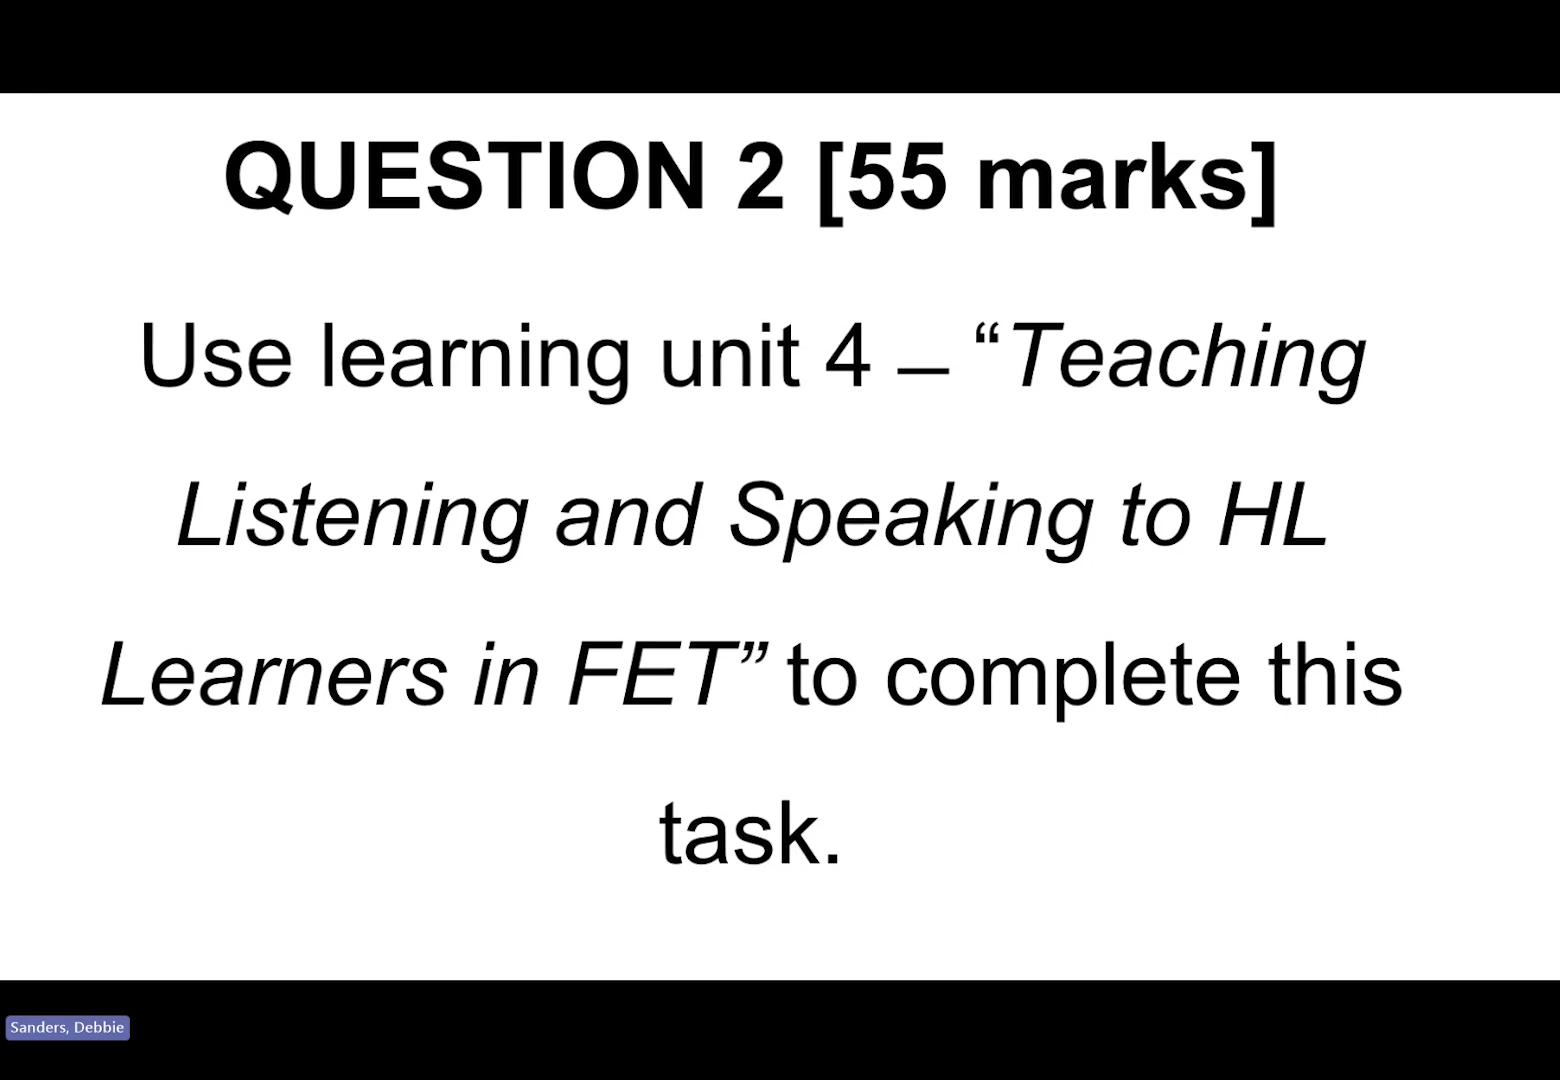 QUESTION 2 [55 marks]
Use learning unit 4 – “Teaching
Listening and Speaking to HL
Learners in FET” to complete this
task.
Sanders, Debbie